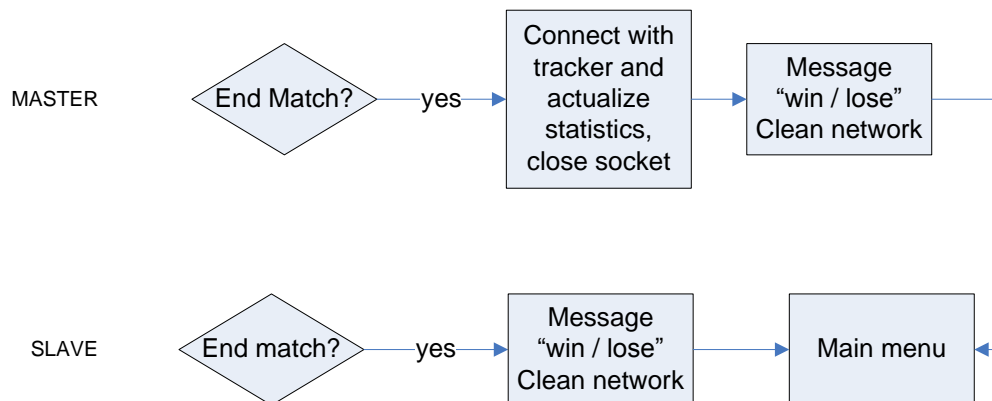 MASTER
End Match?
yes
Connect with
tracker and
actualize
statistics,
close socket
Message
“win / lose”
Clean network
SLAVE
End match?
yes
Message
“win / lose”
Clean network
Main menu